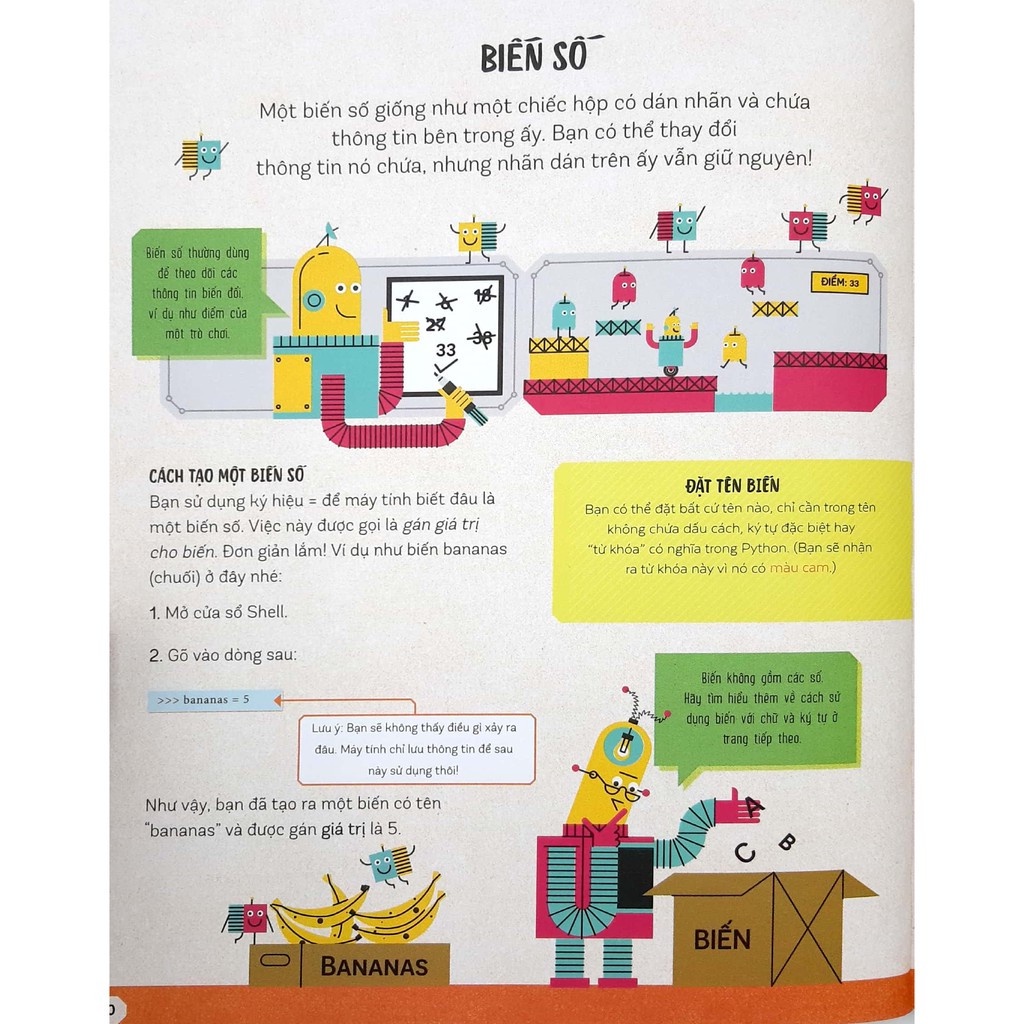 BIẾN SỐ
Một biến số giống như một chiếc hộp có dán nhãn và chứa
thông tin bên trong ấy. Bạn có thể thay đổi
thông tin nó chứa, nhưng nhãn dán trên ấy vẫn giữ nguyên!
Biến số thường dùng
để theo dõi các
thông tin biến đổi,
ví dụ như điểm của
một trò chơi.
18
27
38
33
ĐIỂM: 33
CÁCH TẠO MỘT BIẾN SỐ
Bạn sử dụng ký hiệu = để máy tính biết đâu là
một biến số. Việc này được gọi là gán giá trị
cho biến. Đơn giản lắm! Ví dụ như biến bananas
(chuối) ở đây nhé:
1. Mở cửa sổ Shell.
2. Gõ vào dòng sau:
>>> bananas = 5
Lưu ý: Bạn sẽ không thấy điều gì xảy ra
đâu. Máy tính chỉ lưu thông tin để sau
này sử dụng thôi!
Như vậy, bạn đã tạo ra một biến có tên
“bananas” và được gán giá trị là 5.
BANANAS
ĐẶT TÊN BIẾN
Bạn có thể đặt bất cứ tên nào, chỉ cần trong tên
không chứa dấu cách, ký tự đặc biệt hay
“từ khóa” có nghĩa trong Python. (Bạn sẽ nhận
ra từ khóa này vì nó có màu cam.)
Biến không gồm các số.
Hãy tìm hiểu thêm về cách sử
dụng biến với chữ và ký tự ở
trang tiếp theo.
A
B
C
BIẾN